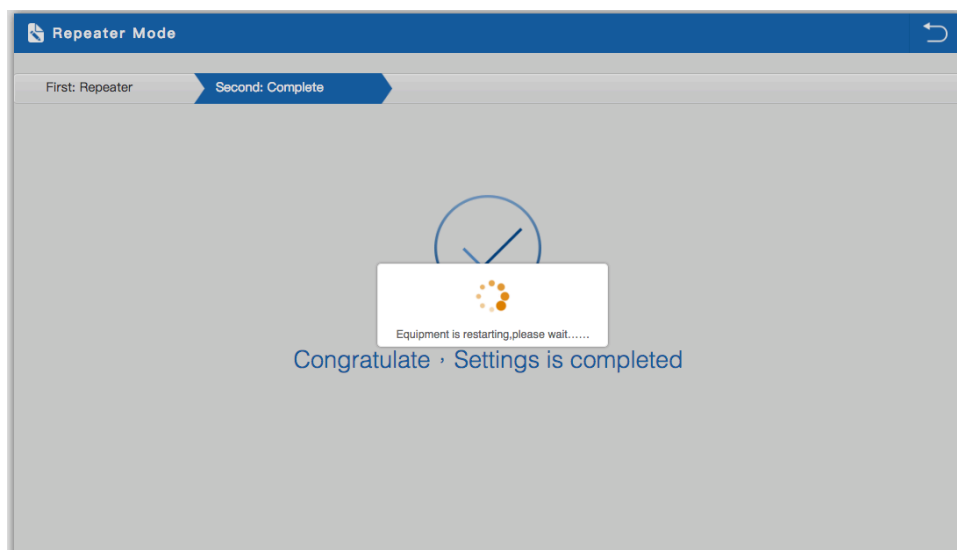 Repeater Mode
First: Repeater
Second: Complete
Equipment is restarting,please wait......
Congratulate，Settings is completed